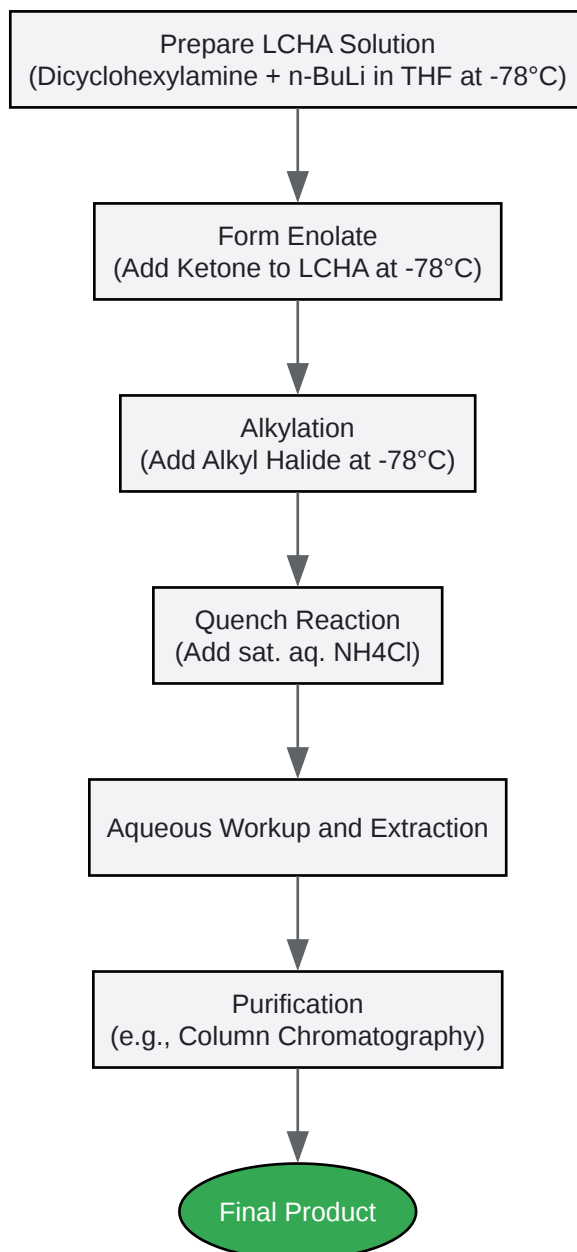 Prepare LCHA Solution
(Dicyclohexylamine + n-BuLi in THF at -78°C)
Form Enolate
(Add Ketone to LCHA at -78°C)
Alkylation
(Add Alkyl Halide at -78°C)
Quench Reaction
(Add sat. aq. NH4Cl)
Aqueous Workup and Extraction
Purification
(e.g., Column Chromatography)
Final Product